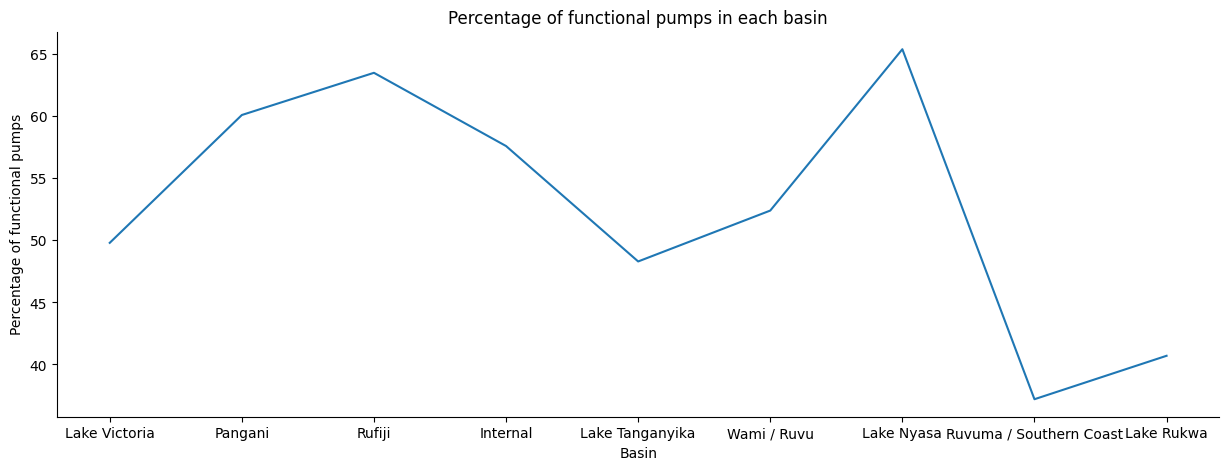 Percentage of functional pumps in each basin
Percentage of functional pumps
65
60
55
50
45
40
Lake Victoria
Pangani
Rufiji
Internal
Lake Tanganyika
Wami / Ruvu
Lake Nyasa
Ruvuma / Southern Coast
Lake Rukwa
Basin